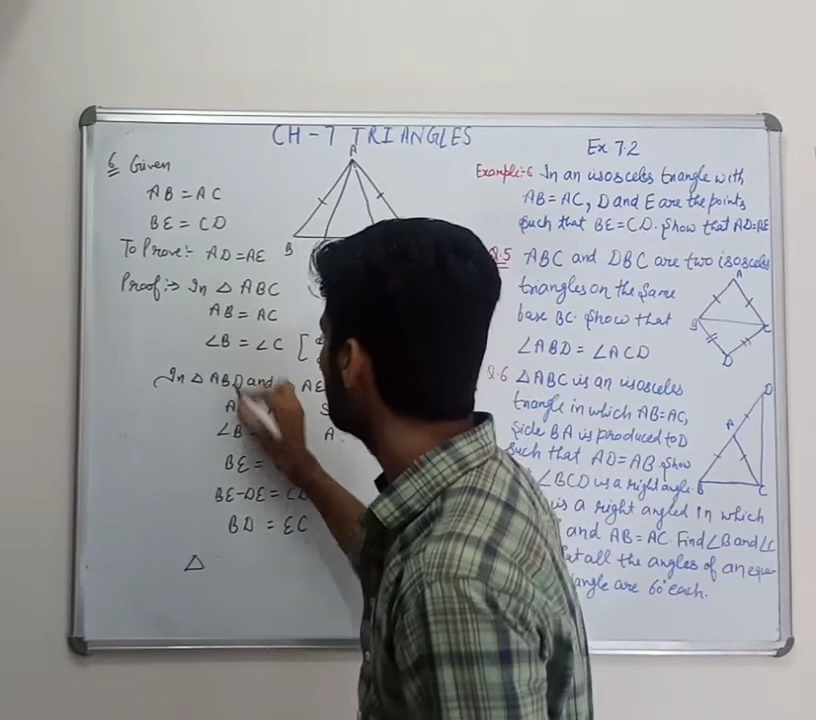 CH-7 TRIANGLES
6 Given
AB = AC
BE = CD
To Prove:- AD = AE
Proof:-> In △ ABC
AB = AC
∠B = ∠C [
In △ ABD and AE
A S
∠B = A.
BE =
BE-DE = CD
BD = EC
△
A
B
Ex 7.2
Example:-6 In an isosceles triangle with
AB=AC, D and E are the points
such that BE=CD. Show that AD=AE
Q.5 ABC and DBC are two isosceles
triangles on the same
base BC. Show that
∠ABD = ∠ACD
A
B
C
D
Q.6 △ABC is an isosceles
triangle in which AB=AC,
Side BA is produced to D
such that AD=AB. Show
∠BCD is a right angle.
D
A
B
C
is a right angled in which
and AB=AC Find ∠B and ∠C
at all the angles of an equi
angle are 60° each.